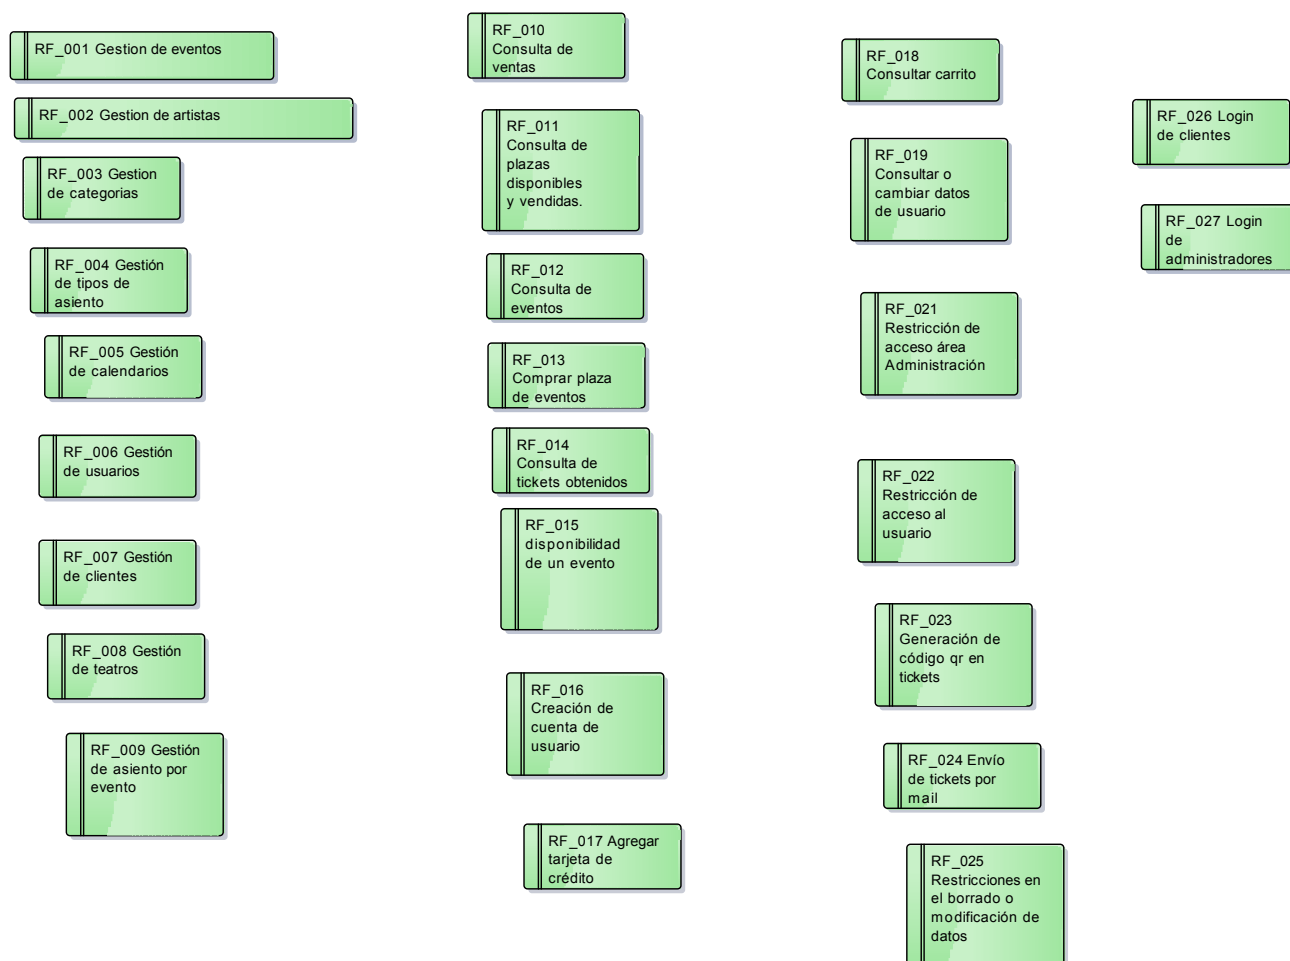 RF_001 Gestion de eventos
RF_002 Gestion de artistas
RF_003 Gestion
de categorias
RF_004 Gestión
de tipos de
asiento
RF_005 Gestión
de calendarios
RF_006 Gestión
de usuarios
RF_007 Gestión
de clientes
RF_008 Gestión
de teatros
RF_009 Gestión
de asiento por
evento
RF_010
Consulta de
ventas
RF_011
Consulta de
plazas
disponibles
y vendidas.
RF_012
Consulta de
eventos
RF_013
Comprar plaza
de eventos
RF_014
Consulta de
tickets obtenidos
RF_015
disponibilidad
de un evento
RF_016
Creación de
cuenta de
usuario
RF_017 Agregar
tarjeta de
crédito
RF_018
Consultar carrito
RF_019
Consultar o
cambiar datos
de usuario
RF_021
Restricción de
acceso área
Administración
RF_022
Restricción de
acceso al
usuario
RF_023
Generación de
código qr en
tickets
RF_024 Envío
de tickets por
mail
RF_025
Restricciones en
el borrado o
modificación de
datos
RF_026 Login
de clientes
RF_027 Login
de
administradores